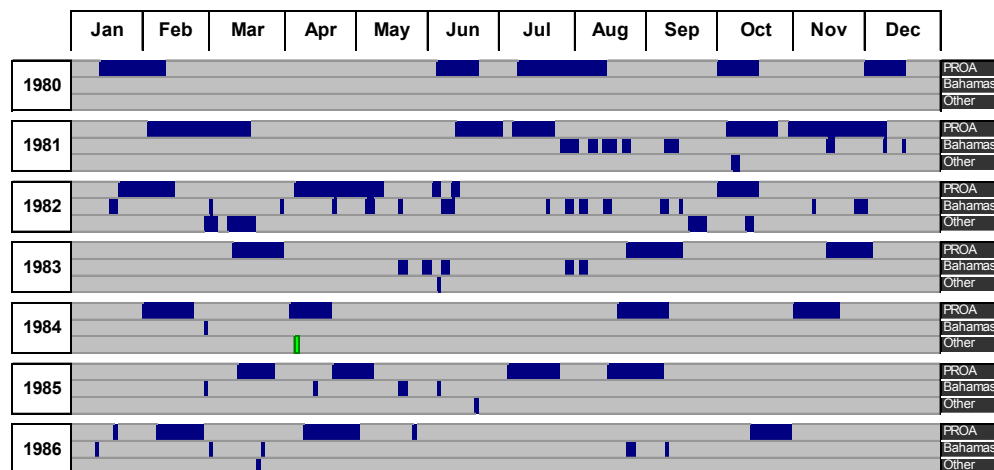 Jan Feb Mar Apr May Jun Jul Aug Sep Oct Nov Dec
1980
PROA
Bahamas
Other
1981
PROA
Bahamas
Other
1982
PROA
Bahamas
Other
1983
PROA
Bahamas
Other
1984
PROA
Bahamas
Other
1985
PROA
Bahamas
Other
1986
PROA
Bahamas
Other